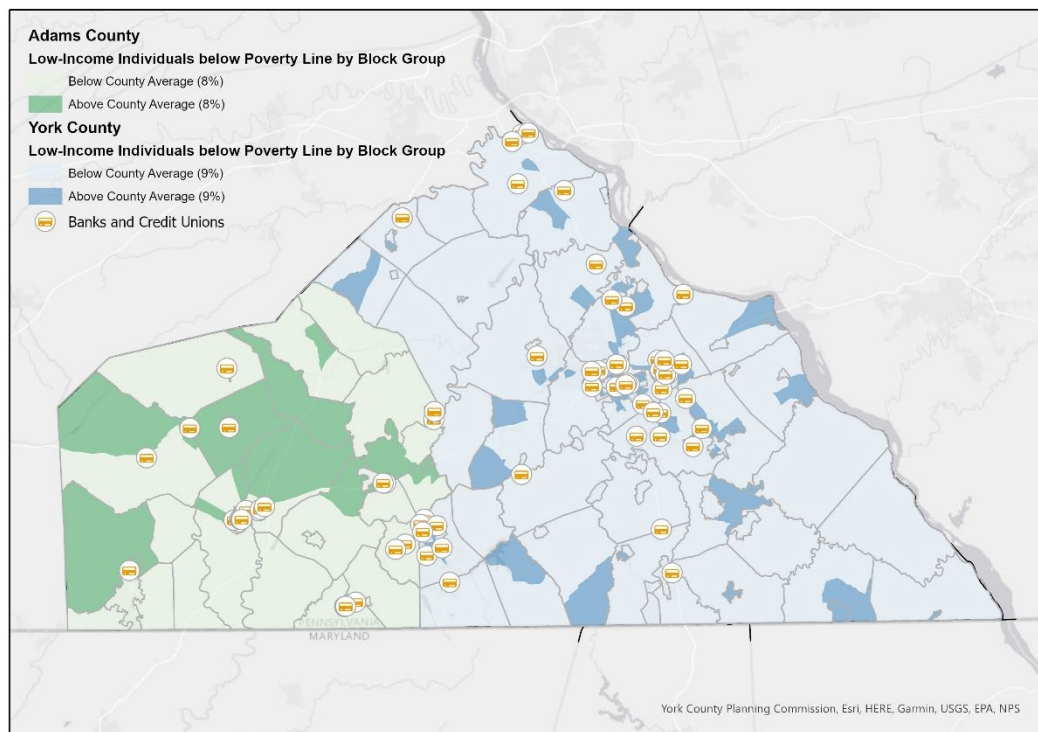 Adams County
Low-Income Individuals below Poverty Line by Block Group
Below County Average (8%)
Above County Average (8%)
York County
Low-Income Individuals below Poverty Line by Block Group
Below County Average (9%)
Above County Average (9%)
Banks and Credit Unions
PENNSYLVANIA
MARYLAND
York County Planning Commission, Esri, HERE, Garmin, USGS, EPA, NPS